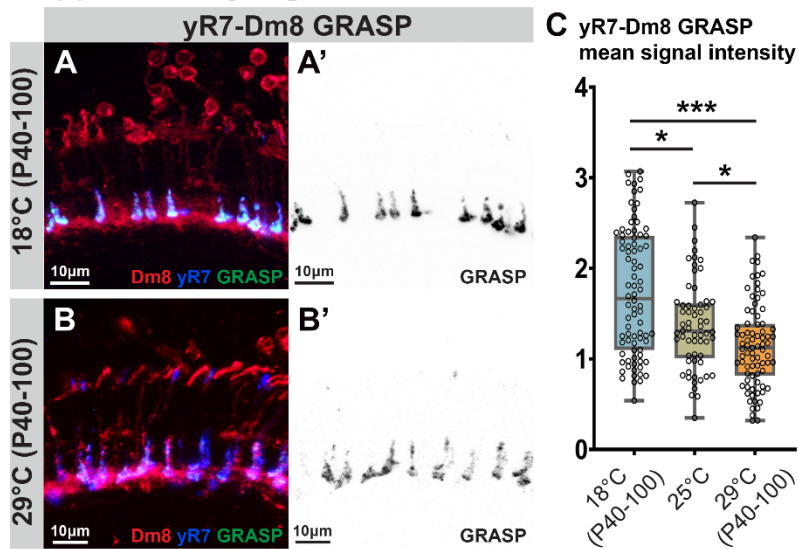 yR7-Dm8 GRASP
A
A'
18°C (P40-100)
10µm
Dm8 yR7 GRASP
10µm
GRASP
B
B'
29°C (P40-100)
10µm
Dm8 yR7 GRASP
10µm
GRASP
C yR7-Dm8 GRASP
mean signal intensity
4
3
2
1
0
***
*
*
18°C
(P40-100)
25°C
29°C
(P40-100)